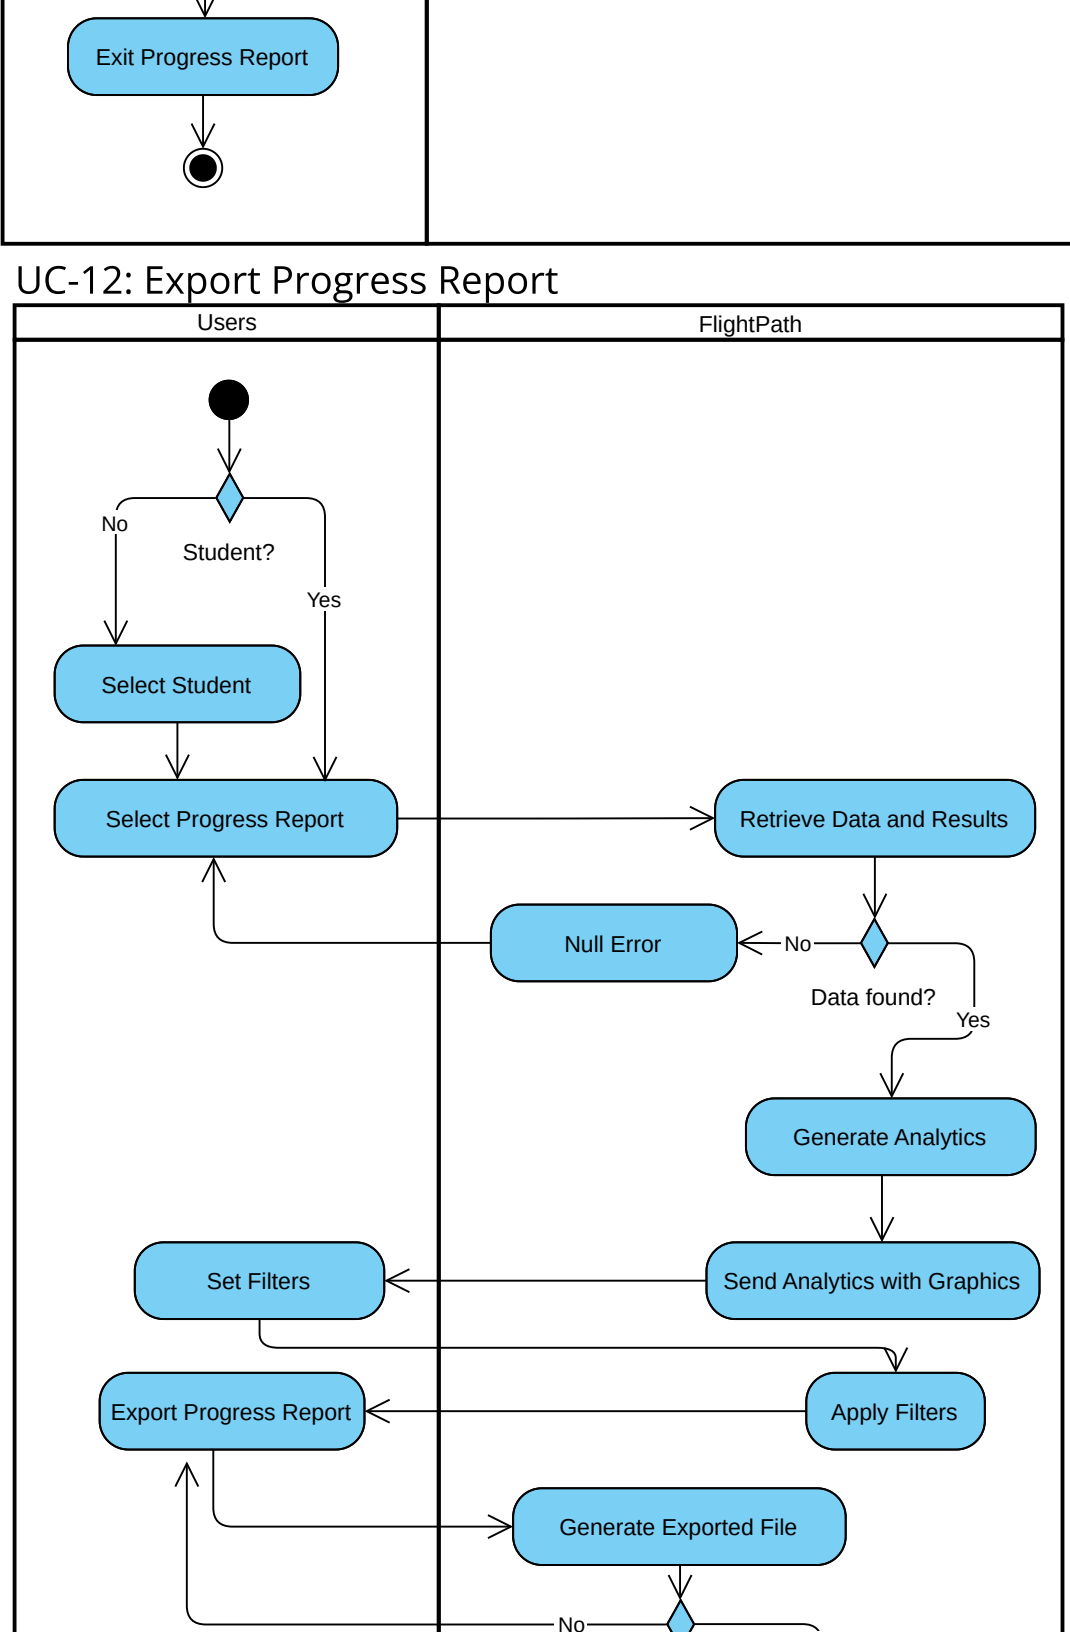 Exit Progress Report
UC-12: Export Progress Report
Users
FlightPath
No
Student?
Yes
Select Student
Select Progress Report
Retrieve Data and Results
Null Error
No
Data found?
Yes
Generate Analytics
Set Filters
Send Analytics with Graphics
Export Progress Report
Apply Filters
Generate Exported File
No